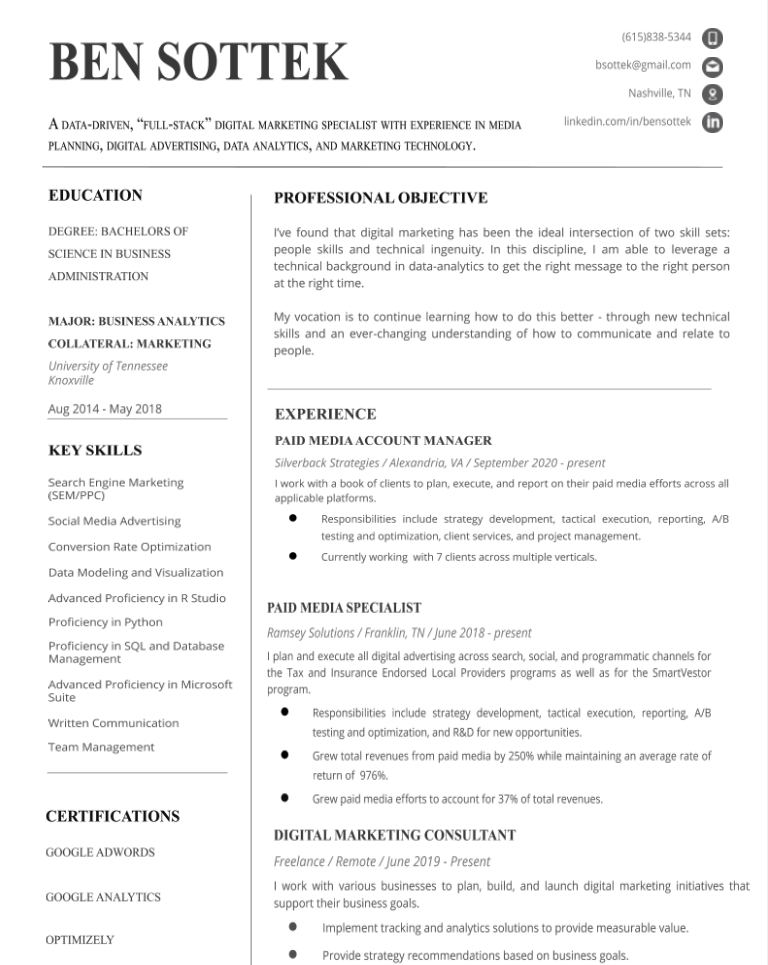 BEN SOTTEK
(615)838-5344
bsottek@gmail.com
Nashville, TN
linkedin.com/in/bensottek
in
A DATA-DRIVEN, “FULL-STACK” DIGITAL MARKETING SPECIALIST WITH EXPERIENCE IN MEDIA
PLANNING, DIGITAL ADVERTISING, DATA ANALYTICS, AND MARKETING TECHNOLOGY.
EDUCATION
DEGREE: BACHELORS OF
SCIENCE IN BUSINESS
ADMINISTRATION
MAJOR: BUSINESS ANALYTICS
COLLATERAL: MARKETING
University of Tennessee
Knoxville
Aug 2014 - May 2018
KEY SKILLS
Search Engine Marketing
(SEM/PPC)
Social Media Advertising
Conversion Rate Optimization
Data Modeling and Visualization
Advanced Proficiency in R Studio
Proficiency in Python
Proficiency in SQL and Database
Management
Advanced Proficiency in Microsoft
Suite
Written Communication
Team Management
CERTIFICATIONS
GOOGLE ADWORDS
GOOGLE ANALYTICS
OPTIMIZELY
PROFESSIONAL OBJECTIVE
I’ve found that digital marketing has been the ideal intersection of two skill sets:
people skills and technical ingenuity. In this discipline, I am able to leverage a
technical background in data-analytics to get the right message to the right person
at the right time.
My vocation is to continue learning how to do this better - through new technical
skills and an ever-changing understanding of how to communicate and relate to
people.
EXPERIENCE
PAID MEDIA ACCOUNT MANAGER
Silverback Strategies / Alexandria, VA / September 2020 - present
I work with a book of clients to plan, execute, and report on their paid media efforts across all
applicable platforms.
● Responsibilities include strategy development, tactical execution, reporting, A/B
testing and optimization, client services, and project management.
● Currently working with 7 clients across multiple verticals.
PAID MEDIA SPECIALIST
Ramsey Solutions / Franklin, TN / June 2018 - present
I plan and execute all digital advertising across search, social, and programmatic channels for
the Tax and Insurance Endorsed Local Providers programs as well as for the SmartVestor
program.
● Responsibilities include strategy development, tactical execution, reporting, A/B
testing and optimization, and R&D for new opportunities.
● Grew total revenues from paid media by 250% while maintaining an average rate of
return of 976%.
● Grew paid media efforts to account for 37% of total revenues.
DIGITAL MARKETING CONSULTANT
Freelance / Remote / June 2019 - Present
I work with various businesses to plan, build, and launch digital marketing initiatives that
support their business goals.
● Implement tracking and analytics solutions to provide measurable value.
● Provide strategy recommendations based on business goals.